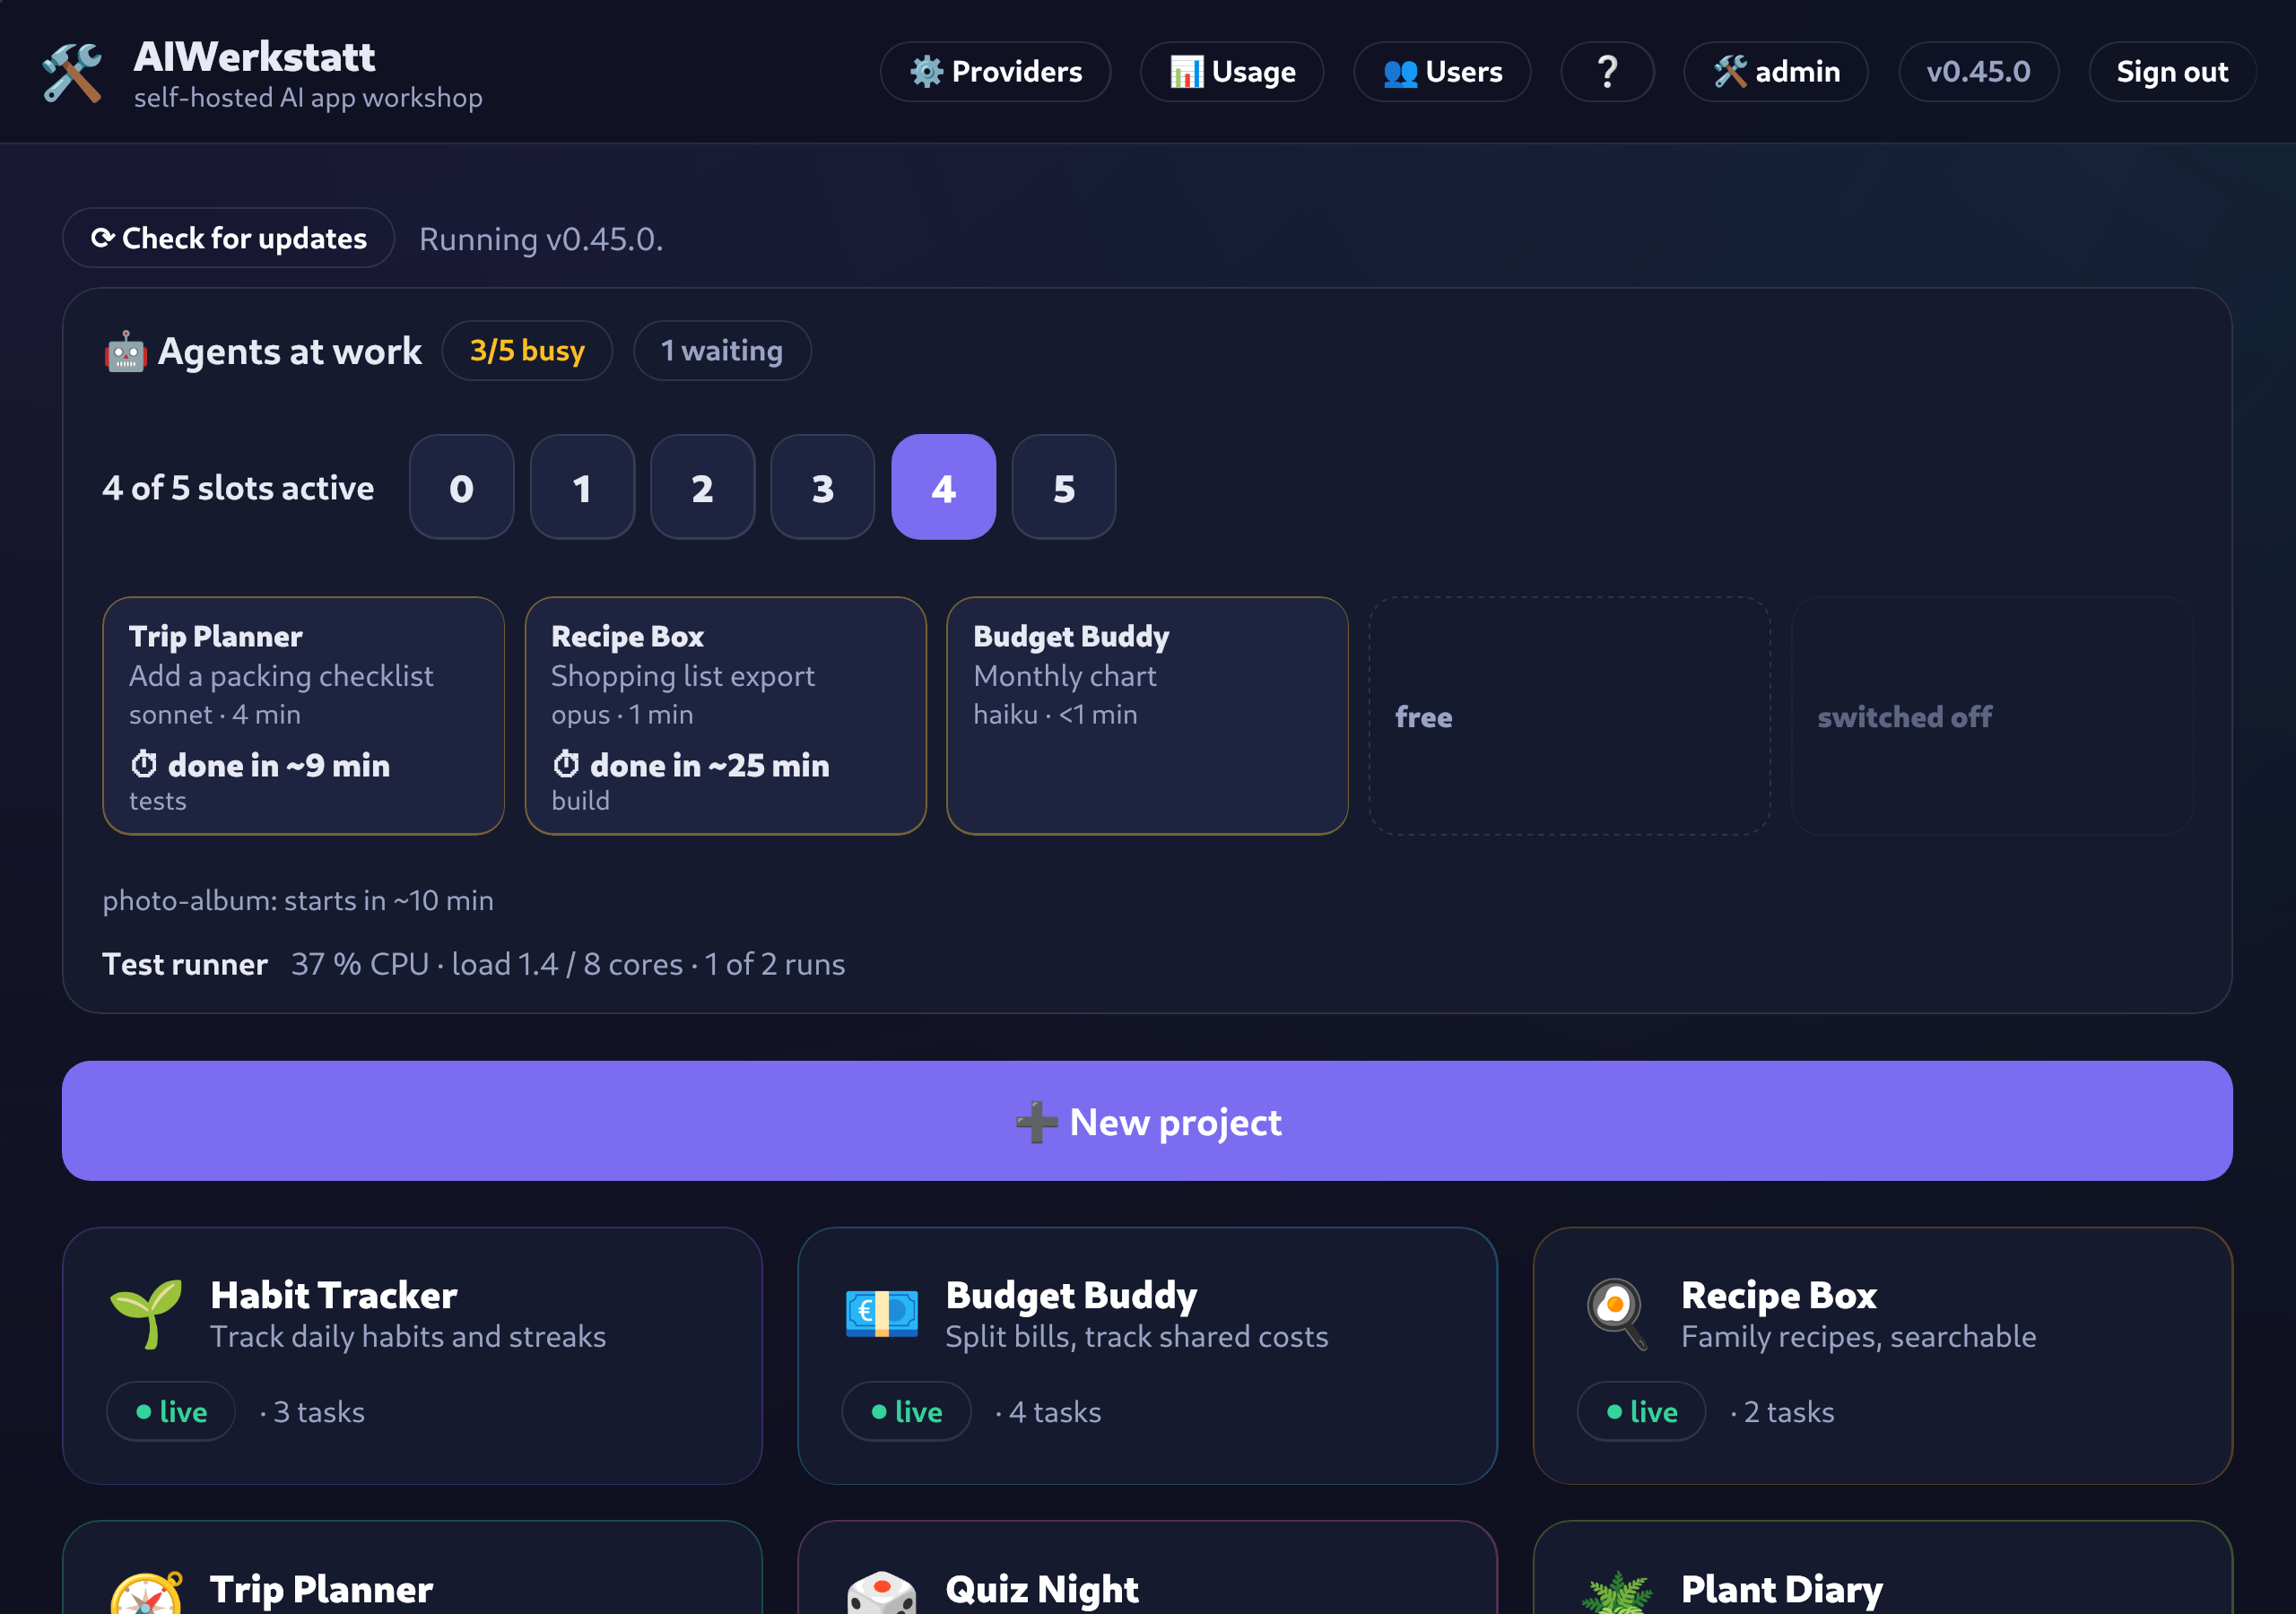 AIWerkstatt
self-hosted AI app workshop
Providers
Usage
Users
?
admin
v0.45.0
Sign out
⟳ Check for updates
Running v0.45.0.
Agents at work
3/5 busy
1 waiting
4 of 5 slots active
0
1
2
3
4
5
Trip Planner
Add a packing checklist
sonnet · 4 min
⏱ done in ~9 min
tests
Recipe Box
Shopping list export
opus · 1 min
⏱ done in ~25 min
build
Budget Buddy
Monthly chart
haiku · <1 min
free
switched off
photo-album: starts in ~10 min
Test runner 37 % CPU · load 1.4 / 8 cores · 1 of 2 runs
➕ New project
Habit Tracker
Track daily habits and streaks
● live · 3 tasks
Budget Buddy
Split bills, track shared costs
● live · 4 tasks
Recipe Box
Family recipes, searchable
● live · 2 tasks
Trip Planner
Quiz Night
Plant Diary